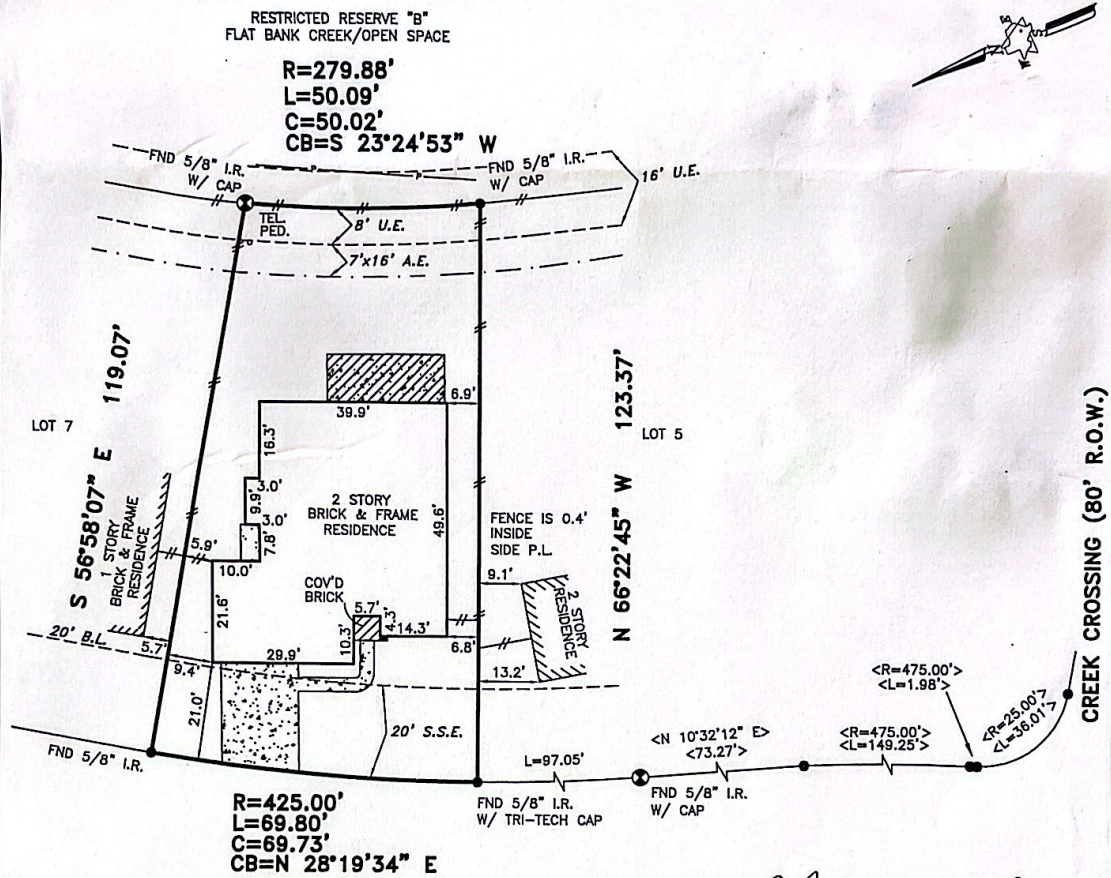 RESTRICTED RESERVE "B"
FLAT BANK CREEK/OPEN SPACE
R=279.88'
L=50.09'
C=50.02'
CB=S 23°24'53" W
FND 5/8" I.R.
W/ CAP
FND 5/8" I.R.
W/ CAP
16' U.E.
TEL.
PED.
8' U.E.
7'x16' A.E.
S 56°58'07" E 119.07'
LOT 7
1 STORY
BRICK & FRAME
RESIDENCE
39.9'
6.9'
16.3'
3.0'
9.9'
3.0'
7.8'
5.9'
10.0'
2 STORY
BRICK & FRAME
RESIDENCE
49.6'
FENCE IS 0.4'
INSIDE
SIDE P.L.
N 66°22'45" W 123.37'
LOT 5
9.1'
2 STORY
RESIDENCE
COV'D
BRICK
5.7'
4.3'
14.3'
10.3'
21.6'
6.8'
13.2'
20' B.L.
5.7'
9.4'
29.9'
21.0'
20' S.S.E.
FND 5/8" I.R.
R=425.00'
L=69.80'
C=69.73'
CB=N 28°19'34" E
L=97.05'
FND 5/8" I.R.
W/ TRI-TECH CAP
<N 10°32'12" E>
<73.27'>
FND 5/8" I.R.
W/ CAP
<R=475.00'>
<L=149.25'>
<R=475.00'>
<L=1.98'>
<R=25.00'>
<L=36.01'>
CREEK CROSSING (80' R.O.W.)